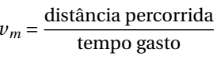 v_m = distância percorrida / tempo gasto